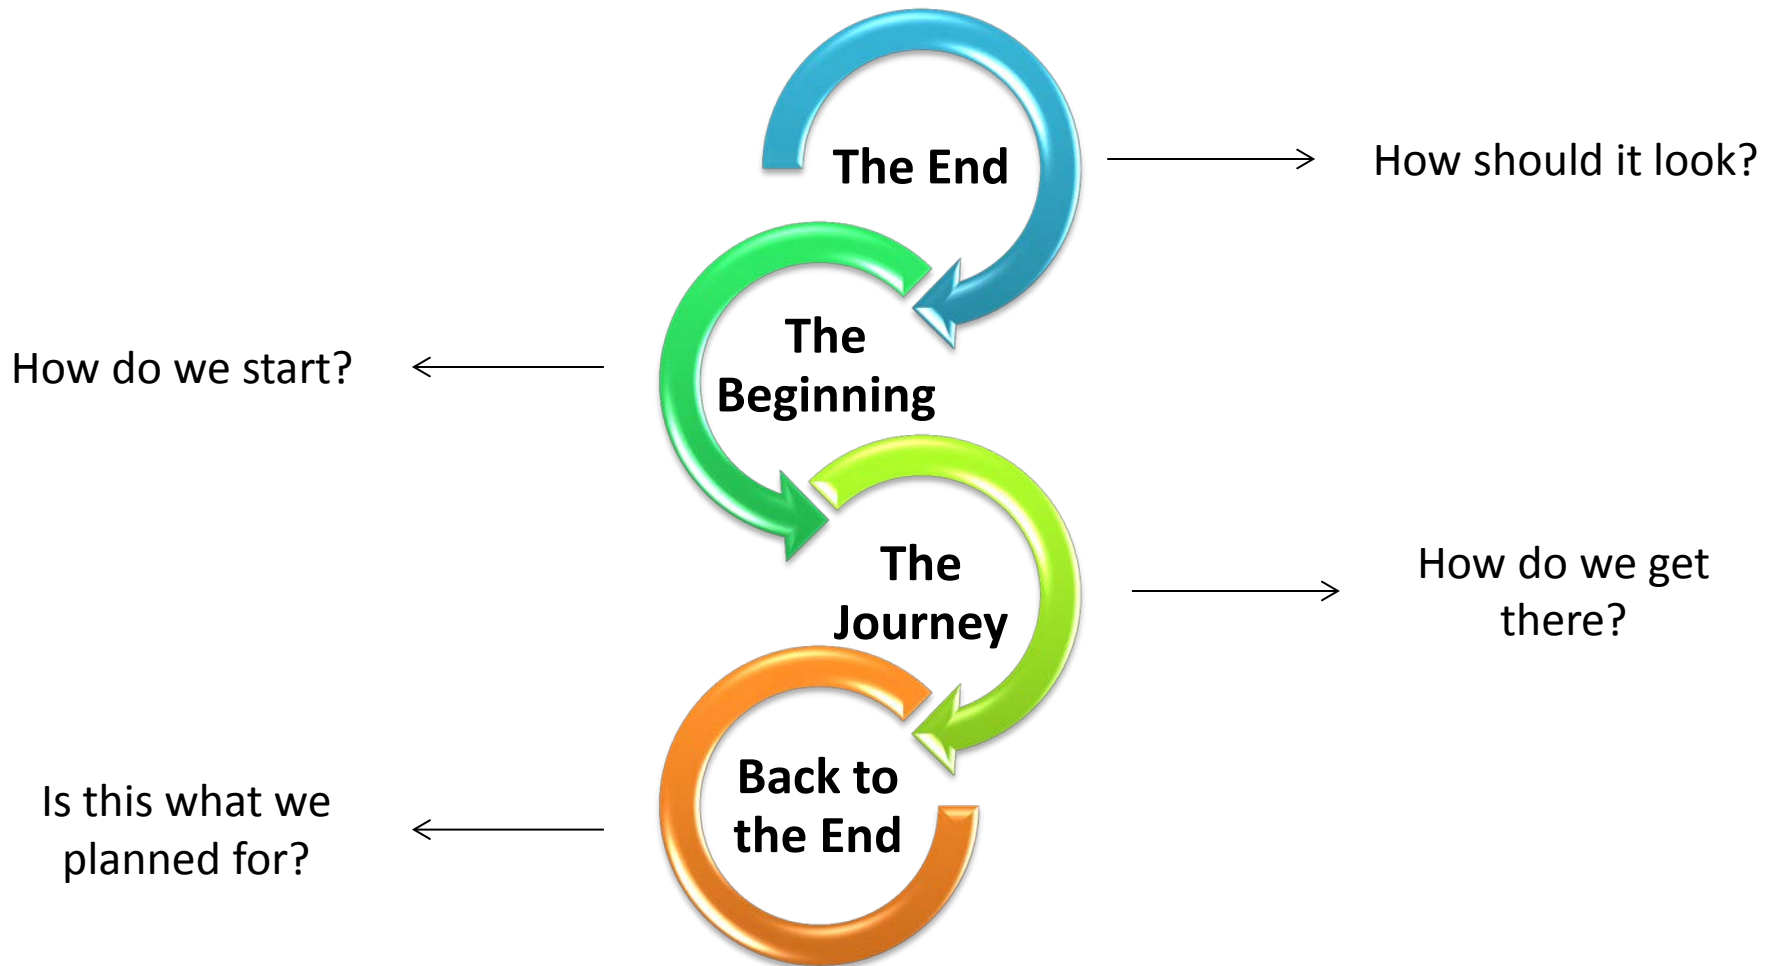 The End
How should it look?
The
Beginning
How do we start?
The
Journey
How do we get
there?
Back to
the End
Is this what we
planned for?